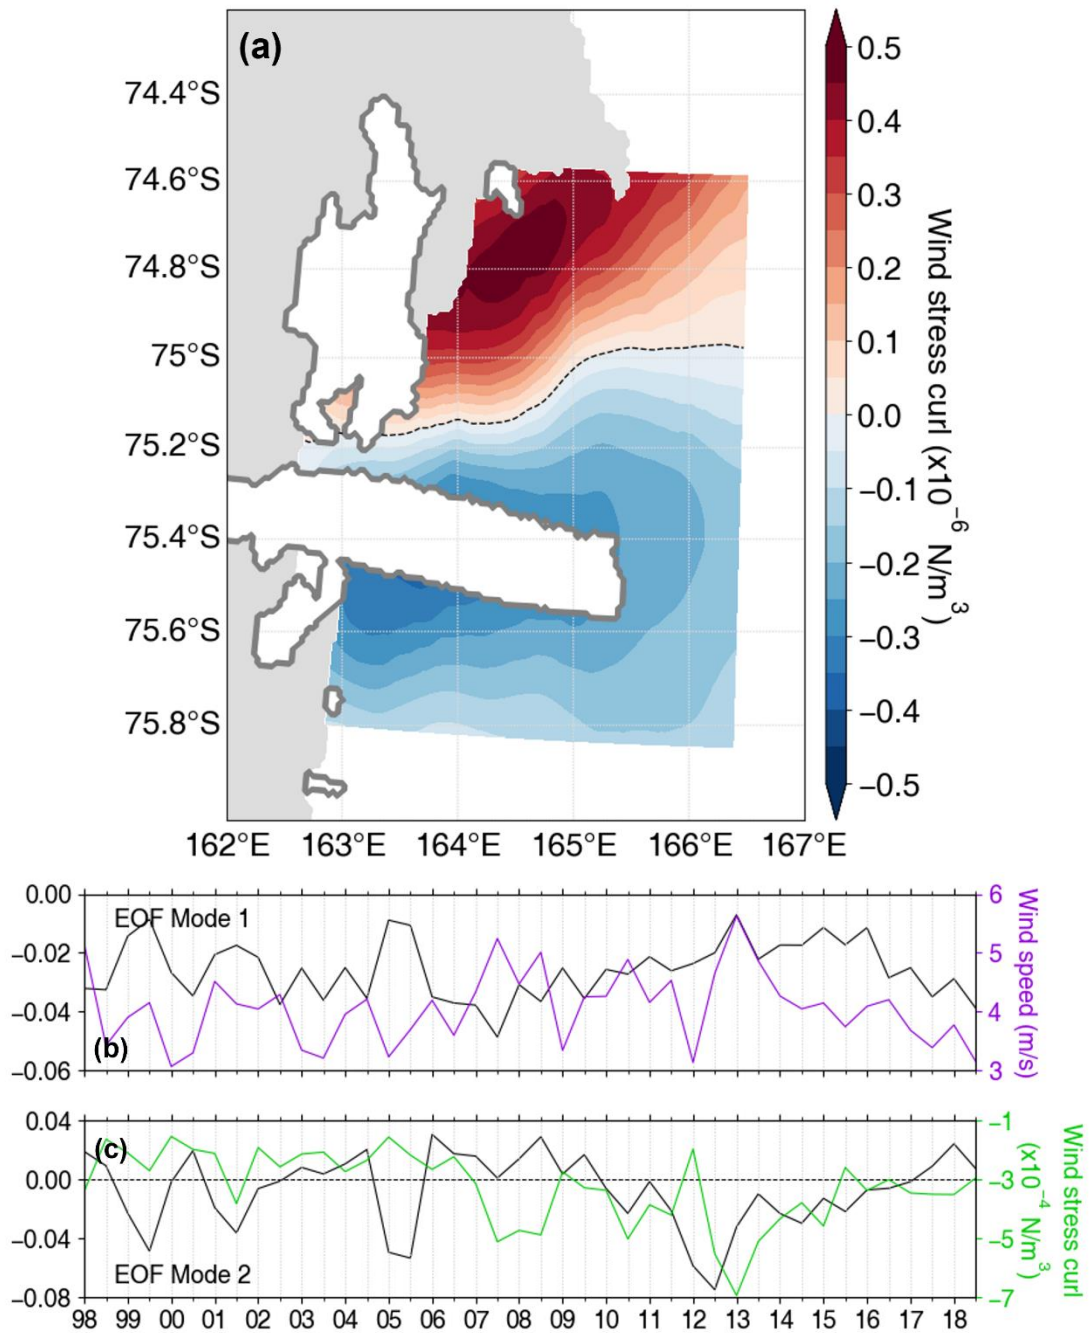 (a)
74.4°S
74.6°S
74.8°S
75°S
75.2°S
75.4°S
75.6°S
75.8°S
162°E 163°E 164°E 165°E 166°E 167°E
0.5
0.4
0.3
0.2
0.1
0.0
−0.1
−0.2
−0.3
−0.4
−0.5
Wind stress curl (x10⁻⁶ N/m³)
0.00
−0.02
−0.04
−0.06
EOF Mode 1
(b)
6
5
4
3
Wind speed (m/s)
0.04
0.00
−0.04
−0.08
(c)
EOF Mode 2
−1
−3
−5
−7
Wind stress curl
(x10⁻⁴ N/m³)
98 99 00 01 02 03 04 05 06 07 08 09 10 11 12 13 14 15 16 17 18